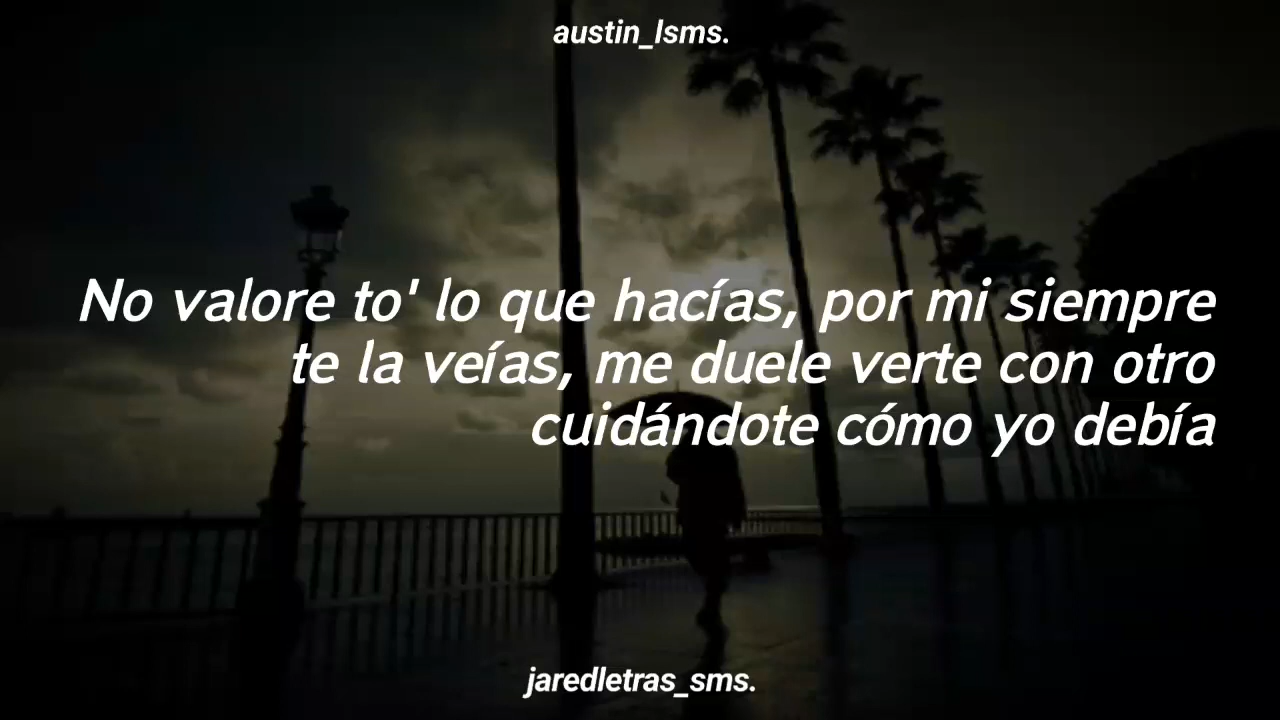 austin_lsms.
No valore to' lo que hacías, por mi siempre
te la veías, me duele verte con otro
cuidándote cómo yo debía
jaredletras_sms.